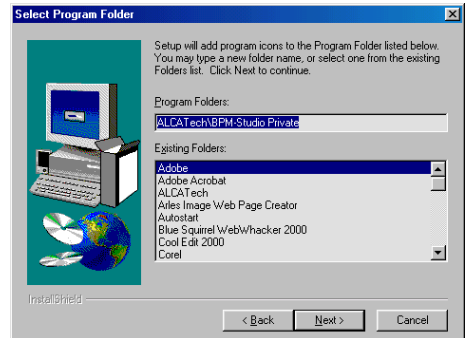 Select Program Folder
Setup will add program icons to the Program Folder listed below.
You may type a new folder name, or select one from the existing
Folders list. Click Next to continue.
Program Folders:
ALCATech\BPM-Studio Private
Existing Folders:
Adobe
Adobe Acrobat
ALCATech
Arles Image Web Page Creator
Autostart
Blue Squirrel WebWhacker 2000
Cool Edit 2000
Corel
InstallShield
< Back
Next >
Cancel